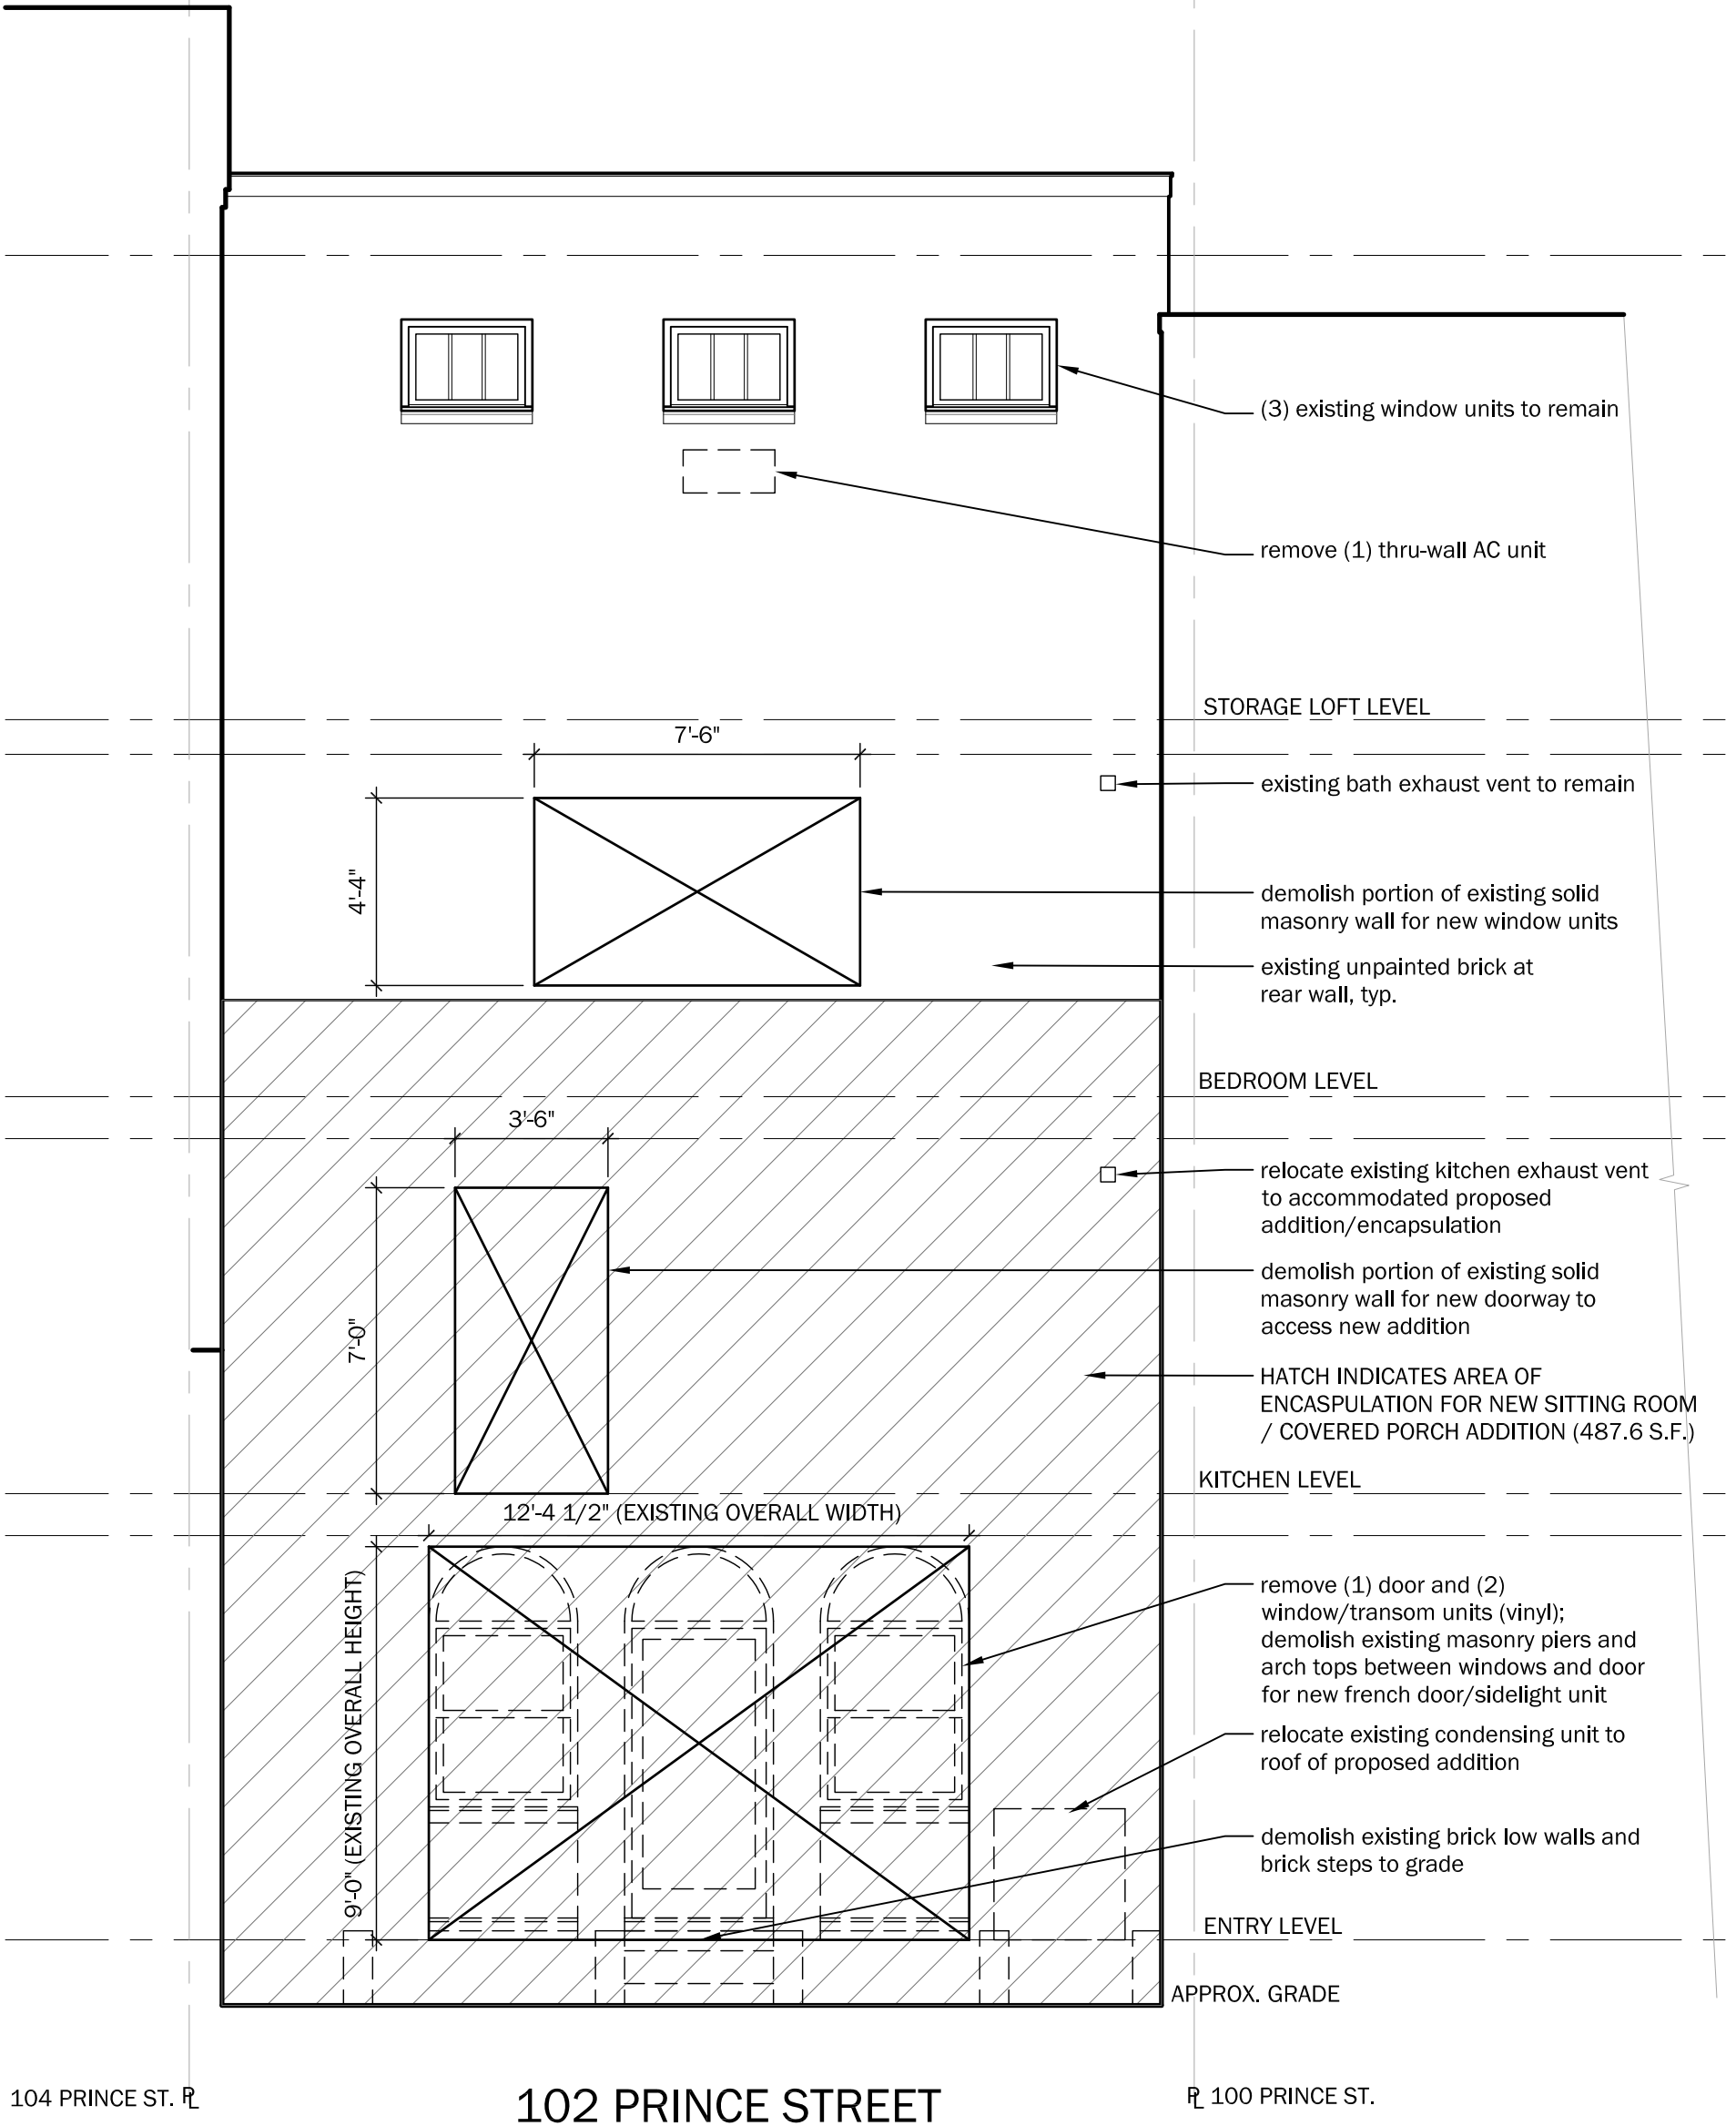 (3) existing window units to remain
remove (1) thru-wall AC unit
STORAGE LOFT LEVEL
7'-6"
existing bath exhaust vent to remain
4'-4"
demolish portion of existing solid
masonry wall for new window units
existing unpainted brick at
rear wall, typ.
BEDROOM LEVEL
3'-6"
relocate existing kitchen exhaust vent
to accommodated proposed
addition/encapsulation
demolish portion of existing solid
masonry wall for new doorway to
access new addition
7'-0"
HATCH INDICATES AREA OF
ENCASPULATION FOR NEW SITTING ROOM
/ COVERED PORCH ADDITION (487.6 S.F.)
KITCHEN LEVEL
12'-4 1/2" (EXISTING OVERALL WIDTH)
9'-0" (EXISTING OVERALL HEIGHT)
remove (1) door and (2)
window/transom units (vinyl);
demolish existing masonry piers and
arch tops between windows and door
for new french door/sidelight unit
relocate existing condensing unit to
roof of proposed addition
demolish existing brick low walls and
brick steps to grade
ENTRY LEVEL
APPROX. GRADE
104 PRINCE ST. PL
102 PRINCE STREET
PL 100 PRINCE ST.